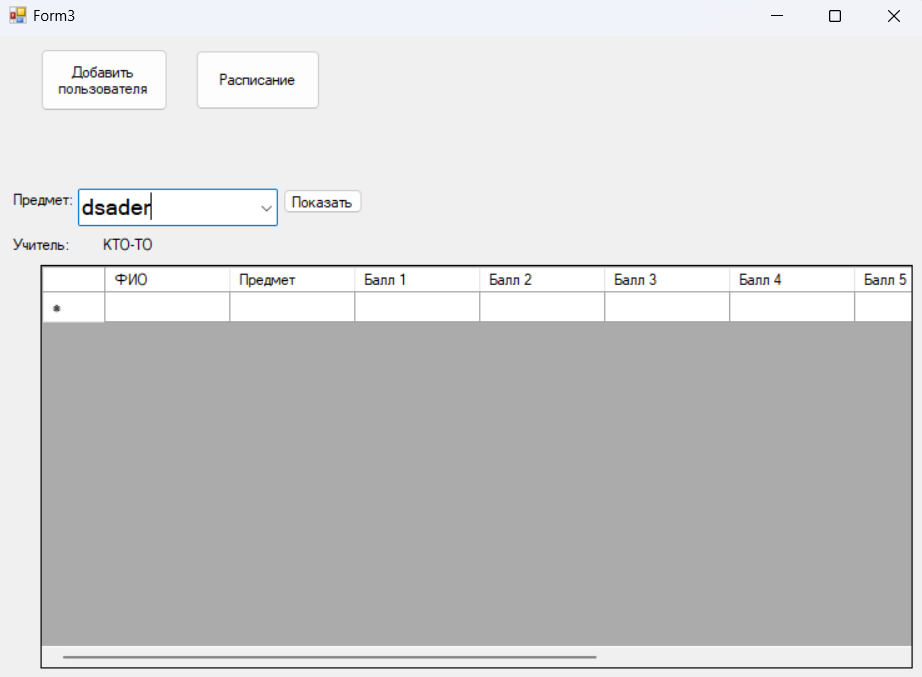 Form3
Добавить
пользователя
Расписание
Предмет: dsader Показать
Учитель: КТО-ТО
ФИО Предмет Балл 1 Балл 2 Балл 3 Балл 4 Балл 5